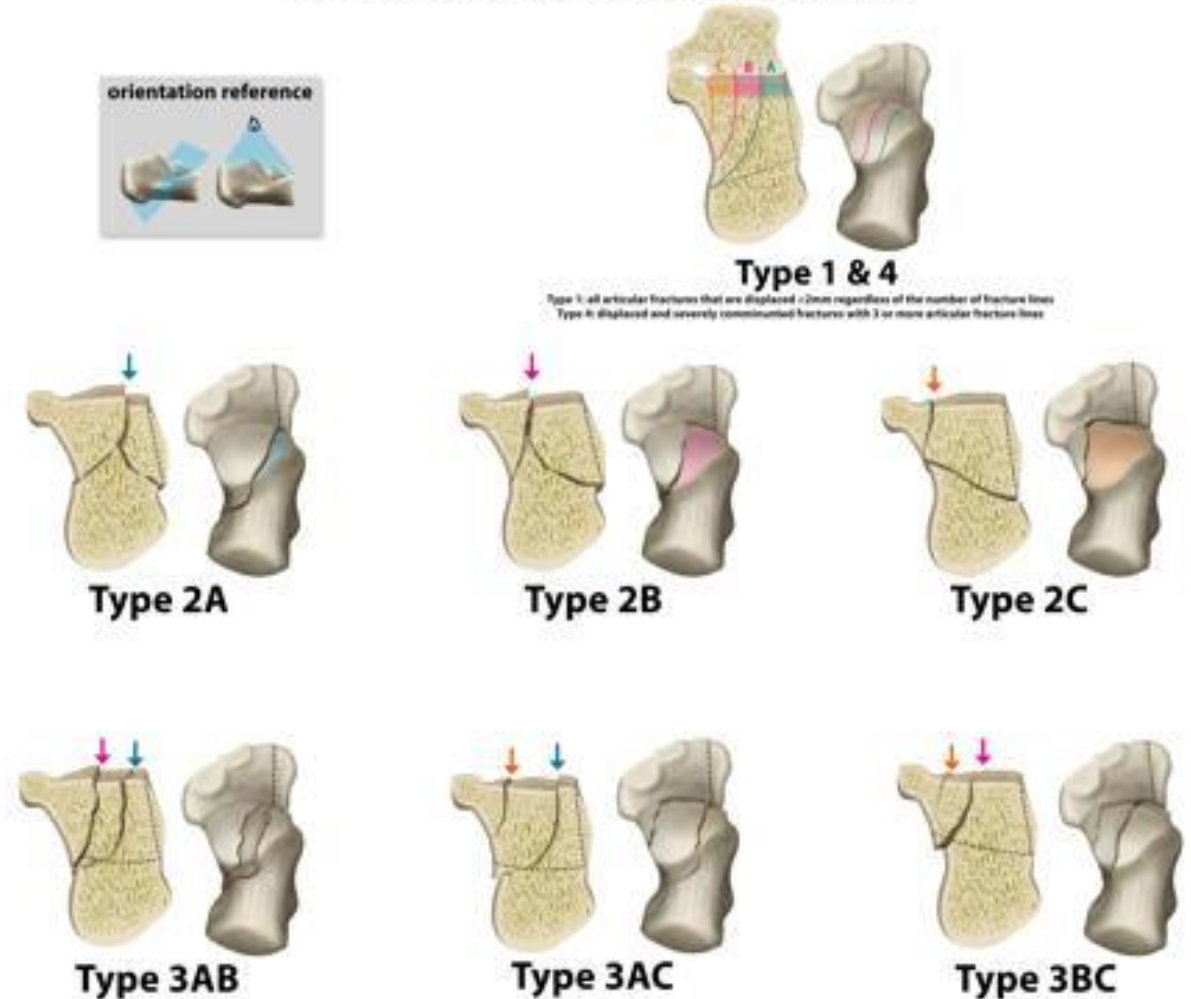 orientation reference
C B A
Type 1 & 4
Type 1: all articular fractures that are displaced <2mm regardless of the number of fracture lines
Type 4: displaced and severely comminunted fractures with 3 or more articular fracture lines
Type 2A
Type 2B
Type 2C
Type 3AB
Type 3AC
Type 3BC